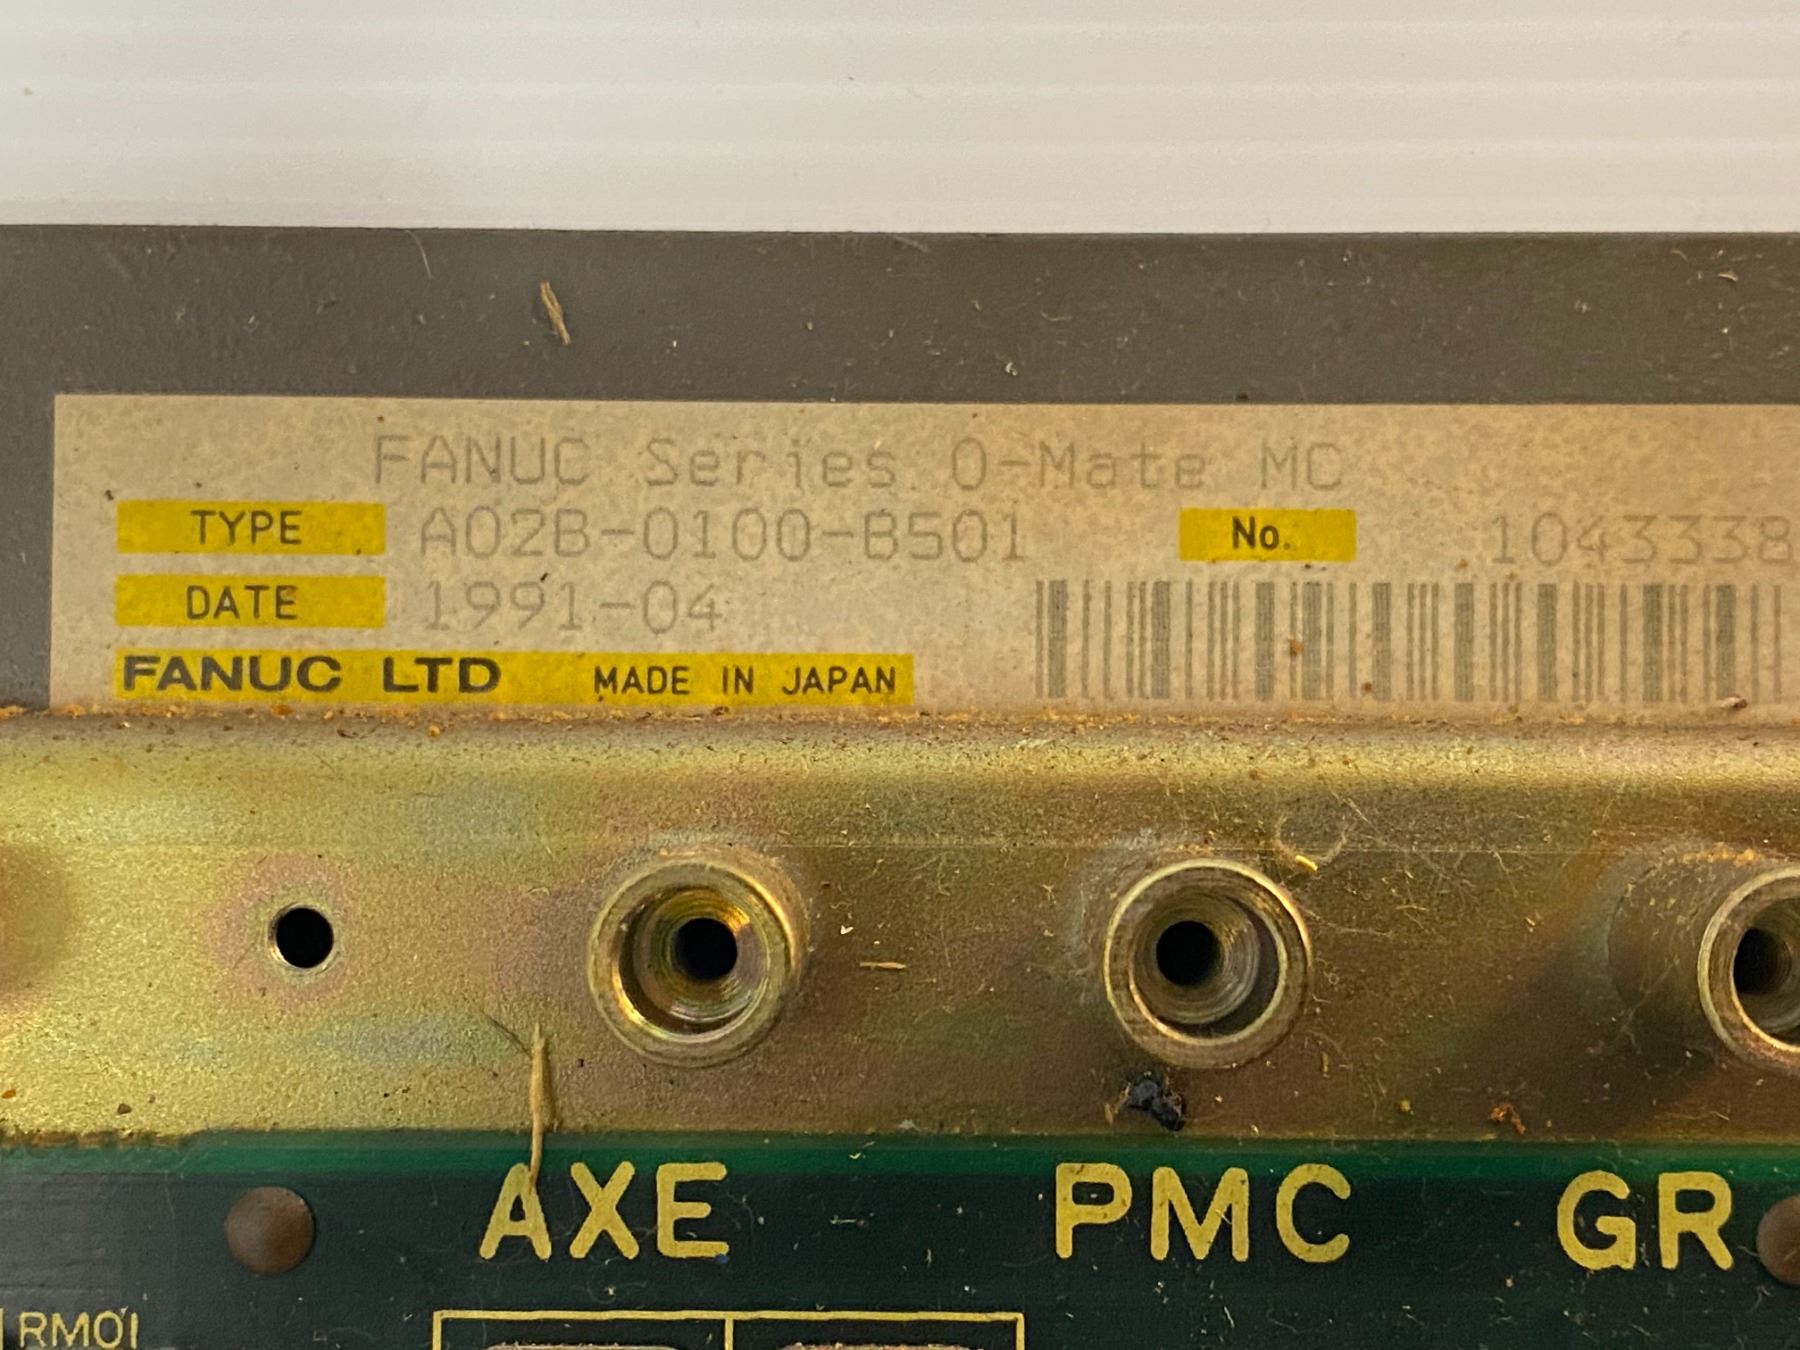 FANUC Series 0-Mate MC
TYPE A02B-0100-B501 No. 1043338
DATE 1991-04
FANUC LTD MADE IN JAPAN
AXE PMC GR
RM01